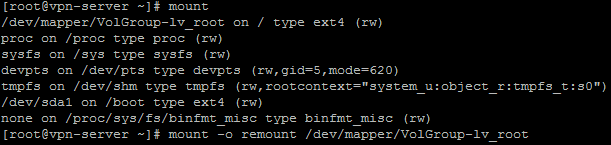 [root@vpn-server ~]# mount
/dev/mapper/VolGroup-lv_root on / type ext4 (rw)
proc on /proc type proc (rw)
sysfs on /sys type sysfs (rw)
devpts on /dev/pts type devpts (rw,gid=5,mode=620)
tmpfs on /dev/shm type tmpfs (rw,rootcontext="system_u:object_r:tmpfs_t:s0")
/dev/sda1 on /boot type ext4 (rw)
none on /proc/sys/fs/binfmt_misc type binfmt_misc (rw)
[root@vpn-server ~]# mount -o remount /dev/mapper/VolGroup-lv_root